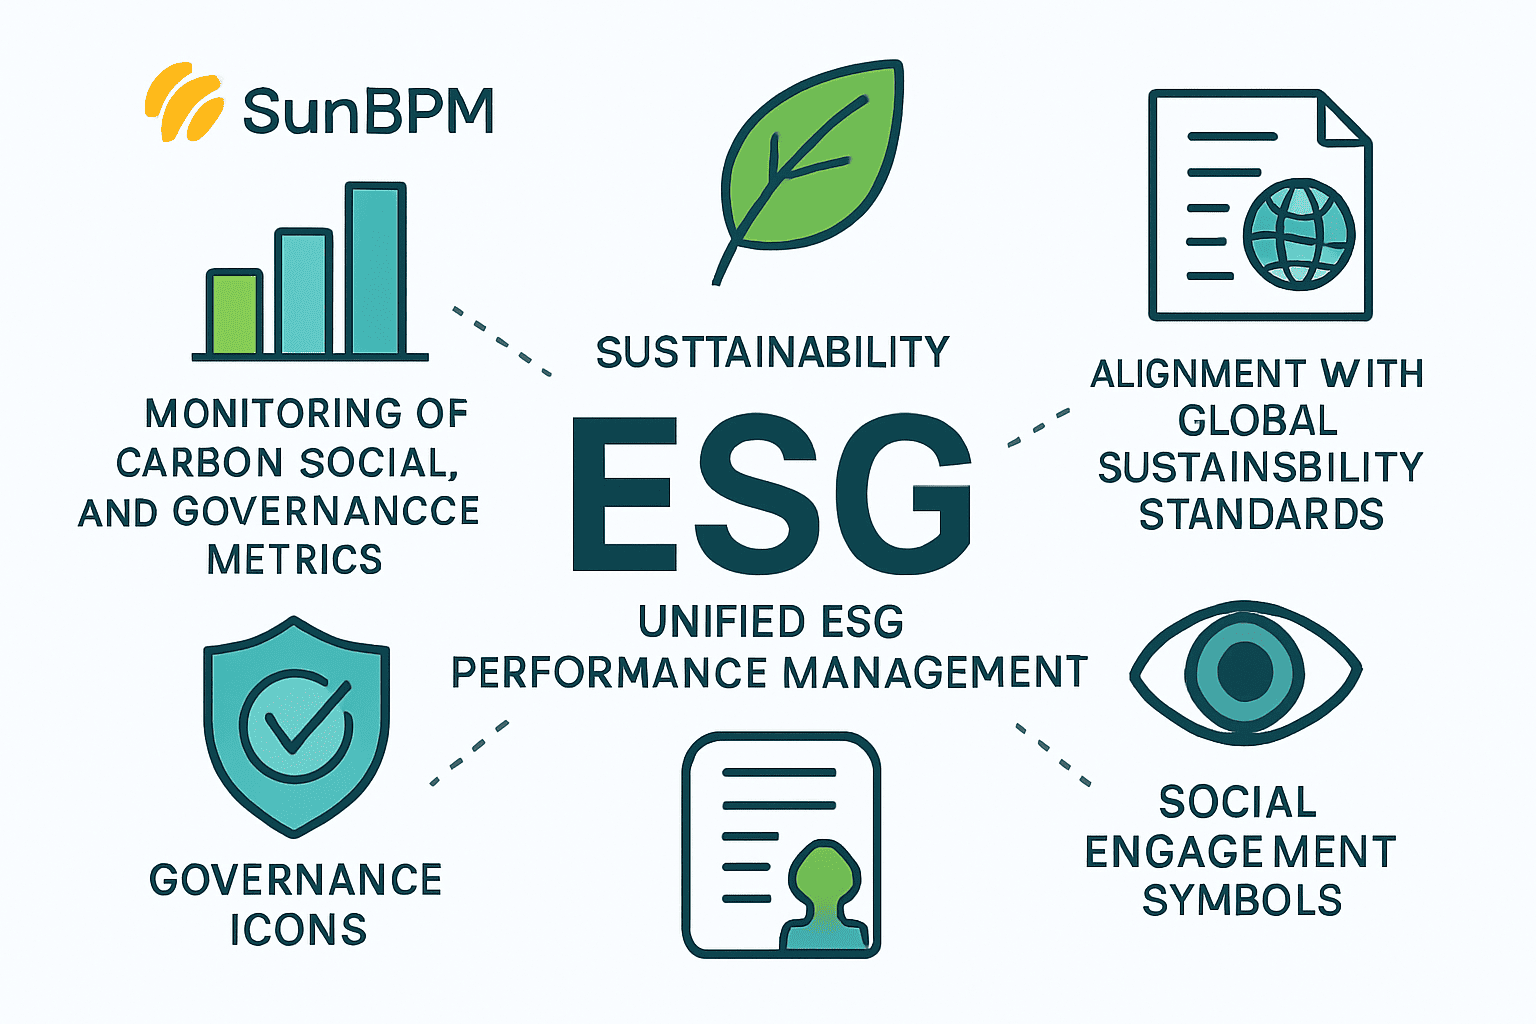 SunBPM
SUSTTAINABILITY
MONITORING OF
CARBON SOCIAL,
AND GOVERNANCCE
METRICS
ALIGNMENT WITH
GLOBAL
SUSTAINSBILITY
STANDARDS
ESG
UNIFIED ESG
PERFORMANCE MANAGEMENT
GOVERNANCE
ICONS
SOCIAL
ENGAGEMENT
SYMBOLS